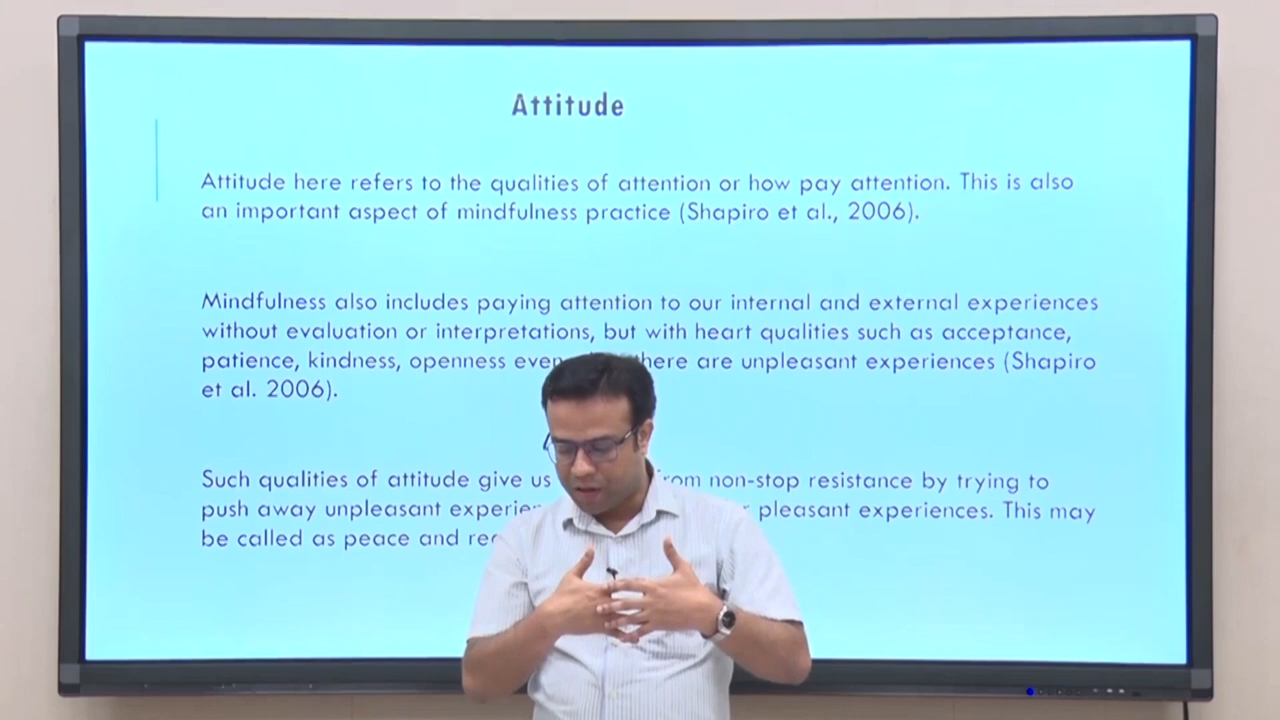 Attitude
Attitude here refers to the qualities of attention or how pay attention. This is also
an important aspect of mindfulness practice (Shapiro et al., 2006).
Mindfulness also includes paying attention to our internal and external experiences
without evaluation or interpretations, but with heart qualities such as acceptance,
patience, kindness, openness even there are unpleasant experiences (Shapiro
et al. 2006).
Such qualities of attitude give us non-stop resistance by trying to
push away unpleasant pleasant experiences. This may
be called as peace and